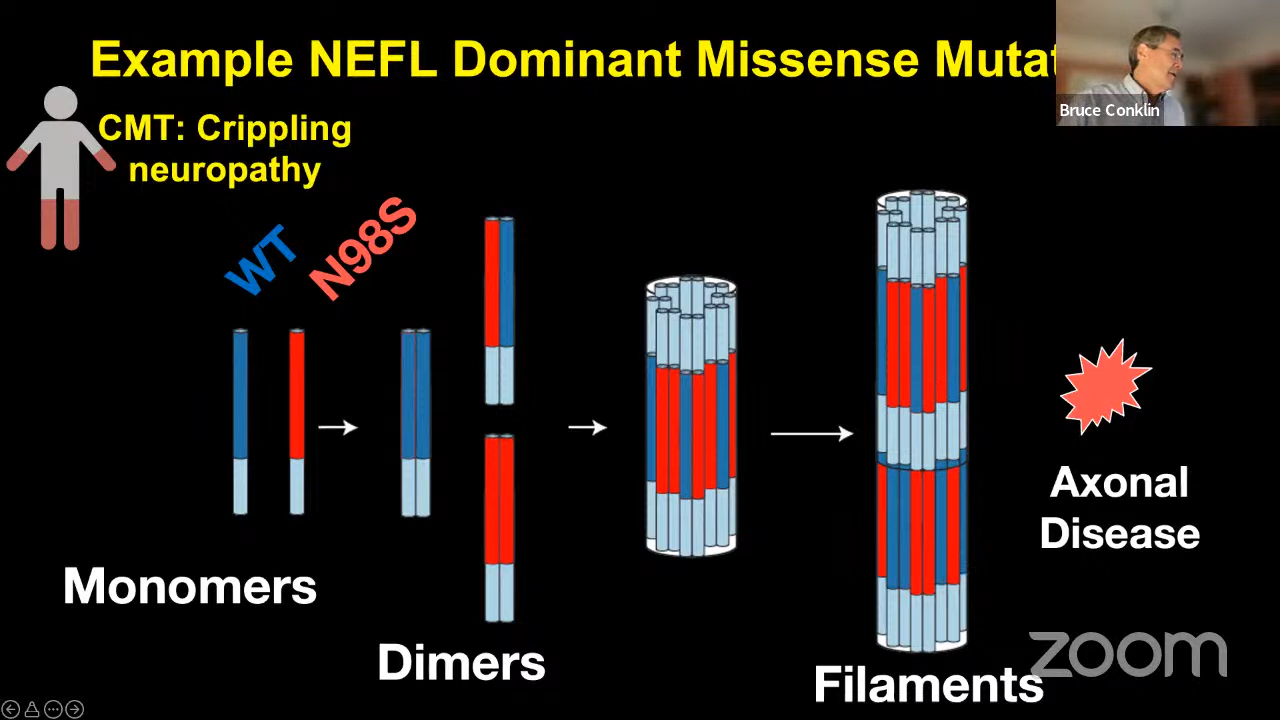 Example NEFL Dominant Missense Mutat
Bruce Conklin
CMT: Crippling
neuropathy
WT
N98S
Axonal
Disease
Monomers
Dimers
Filaments
zoom